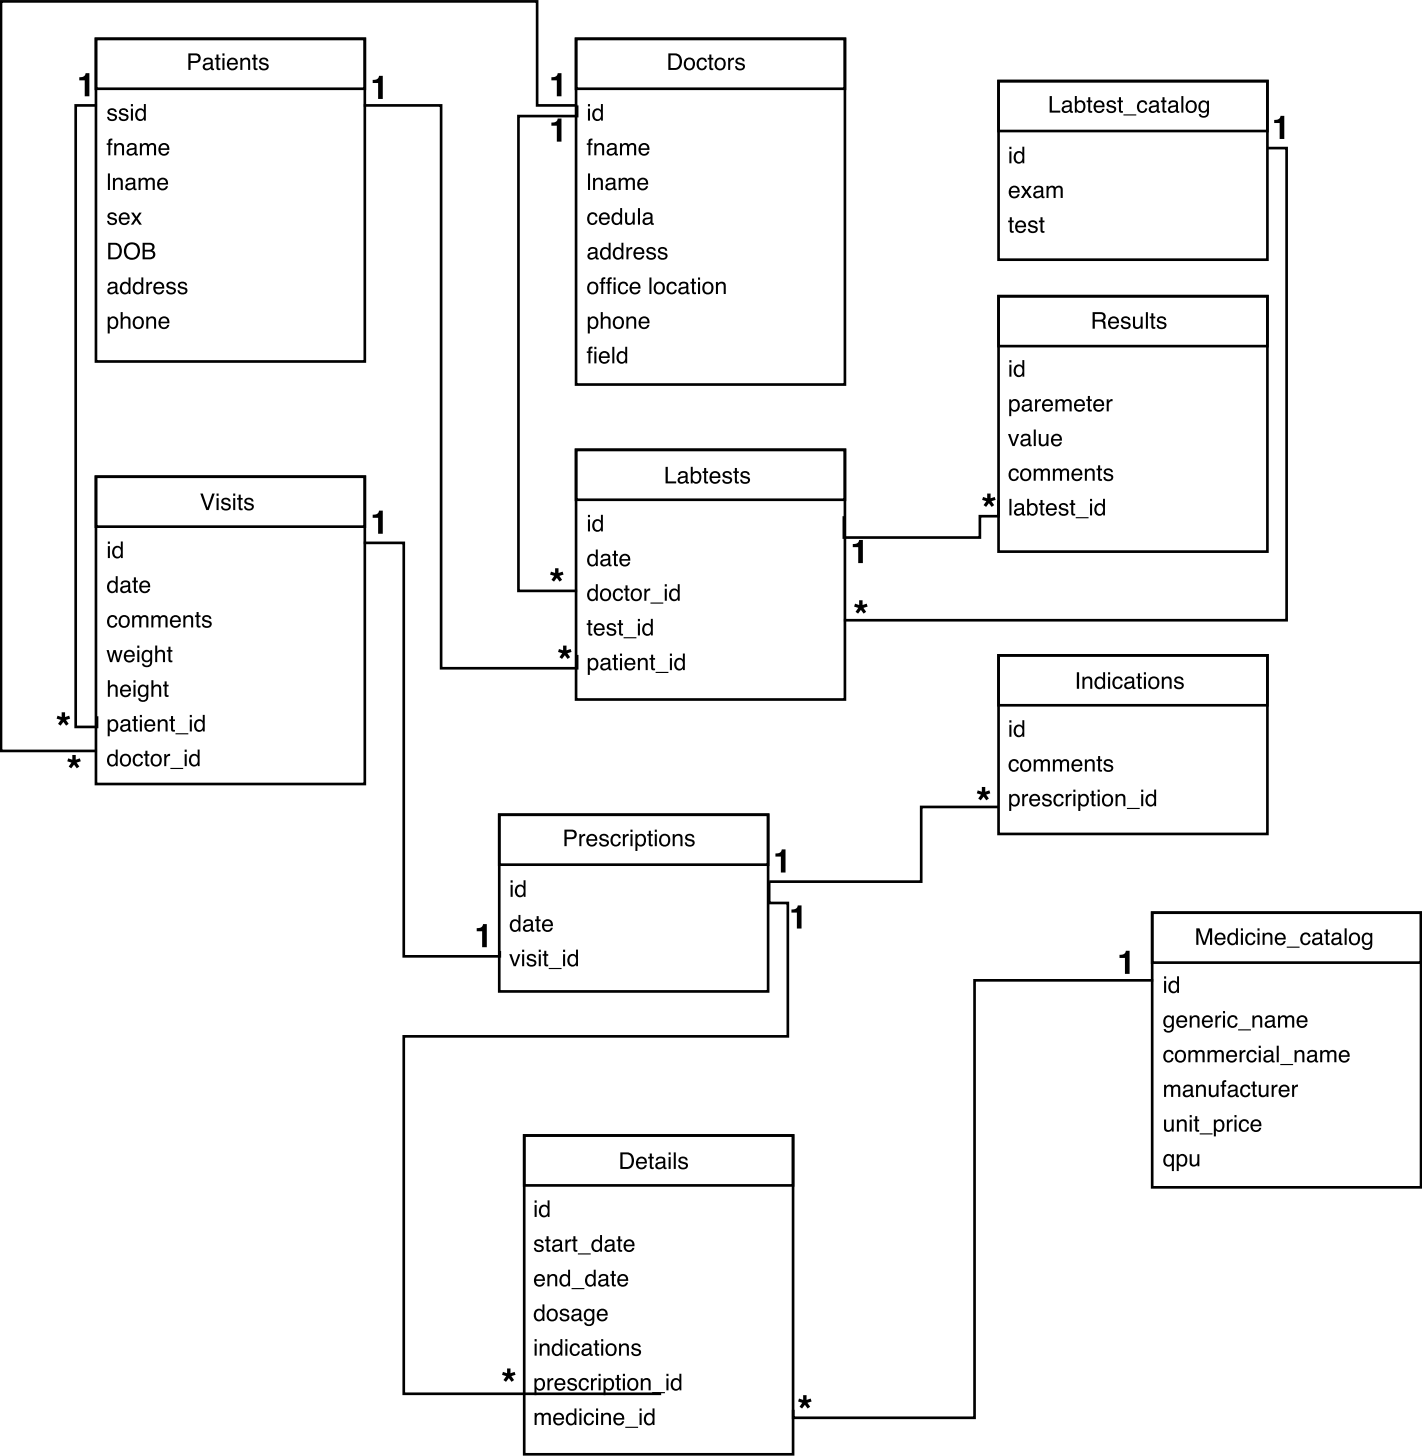 Patients
1
1
ssid
fname
lname
sex
DOB
address
phone
Doctors
1
1
id
fname
lname
cedula
address
office location
phone
field
Labtest_catalog
1
id
exam
test
Results
id
paremeter
value
comments
* labtest_id
Visits
1
id
date
comments
weight
height
* patient_id
* doctor_id
Labtests
id
date
1
* doctor_id
test_id *
* patient_id
Indications
id
comments
* prescription_id
Prescriptions
1
id
1
date
1 visit_id
Medicine_catalog
1
id
generic_name
commercial_name
manufacturer
unit_price
qpu
Details
id
start_date
end_date
dosage
indications
* prescription_id
medicine_id *